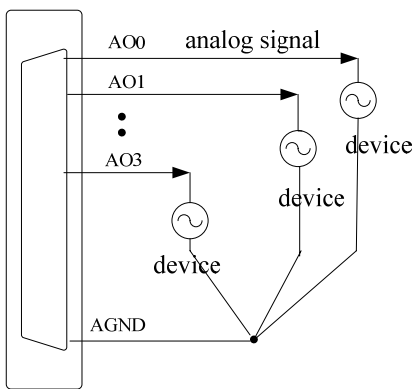 AO0 analog signal
AO1
device
AO3
device
device
AGND